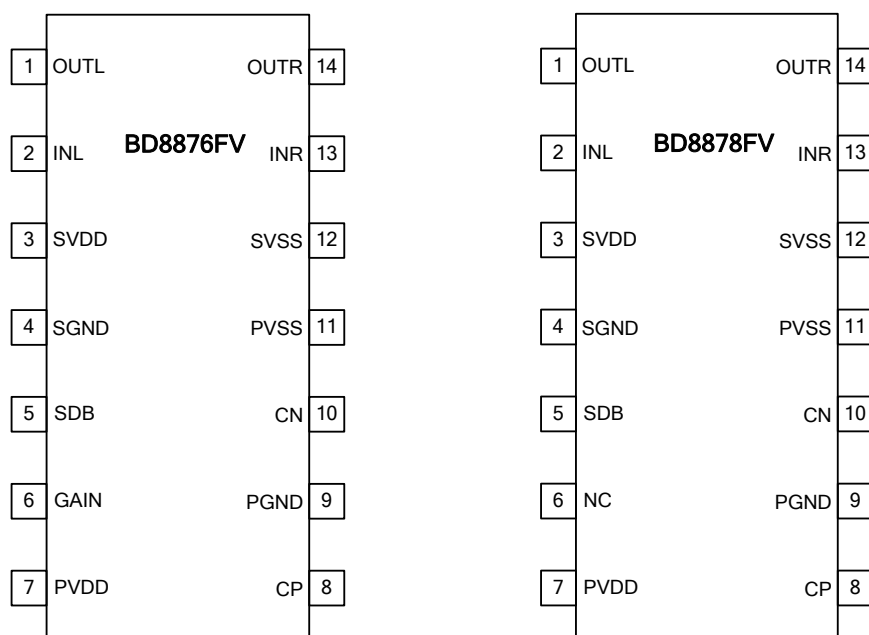 1 OUTL OUTR 14
BD8876FV
2 INL INR 13
3 SVDD SVSS 12
4 SGND PVSS 11
5 SDB CN 10
6 GAIN PGND 9
7 PVDD CP 8
1 OUTL OUTR 14
BD8878FV
2 INL INR 13
3 SVDD SVSS 12
4 SGND PVSS 11
5 SDB CN 10
6 NC PGND 9
7 PVDD CP 8